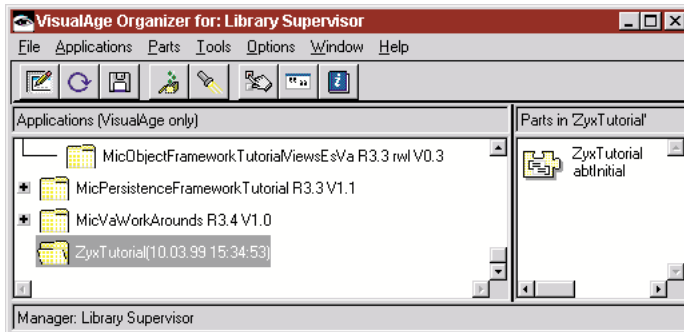 VisualAge Organizer for: Library Supervisor
File Applications Parts Tools Options Window Help
Applications (VisualAge only)
Parts in 'ZyxTutorial'
MicObjectFrameworkTutorialViewsEsVa R3.3 rwl V0.3
MicPersistenceFrameworkTutorial R3.3 V1.1
MicVaWorkArounds R3.4 V1.0
ZyxTutorial(10.03.99 15:34:53)
ZyxTutorial
abtInitial
Manager: Library Supervisor